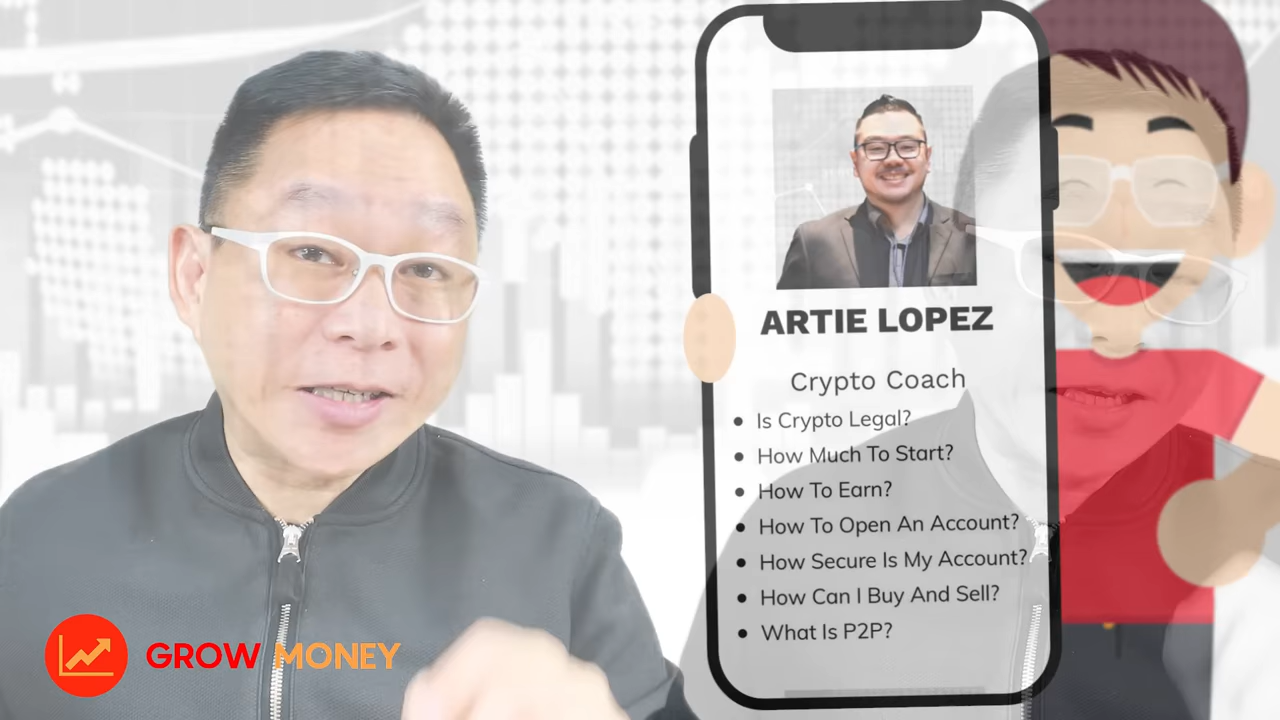 ARTIE LOPEZ
Crypto Coach
Is Crypto Legal?
How Much To Start?
How To Earn?
How To Open An Account?
How Secure Is My Account?
How Can I Buy And Sell?
What Is P2P?
GROW MONEY